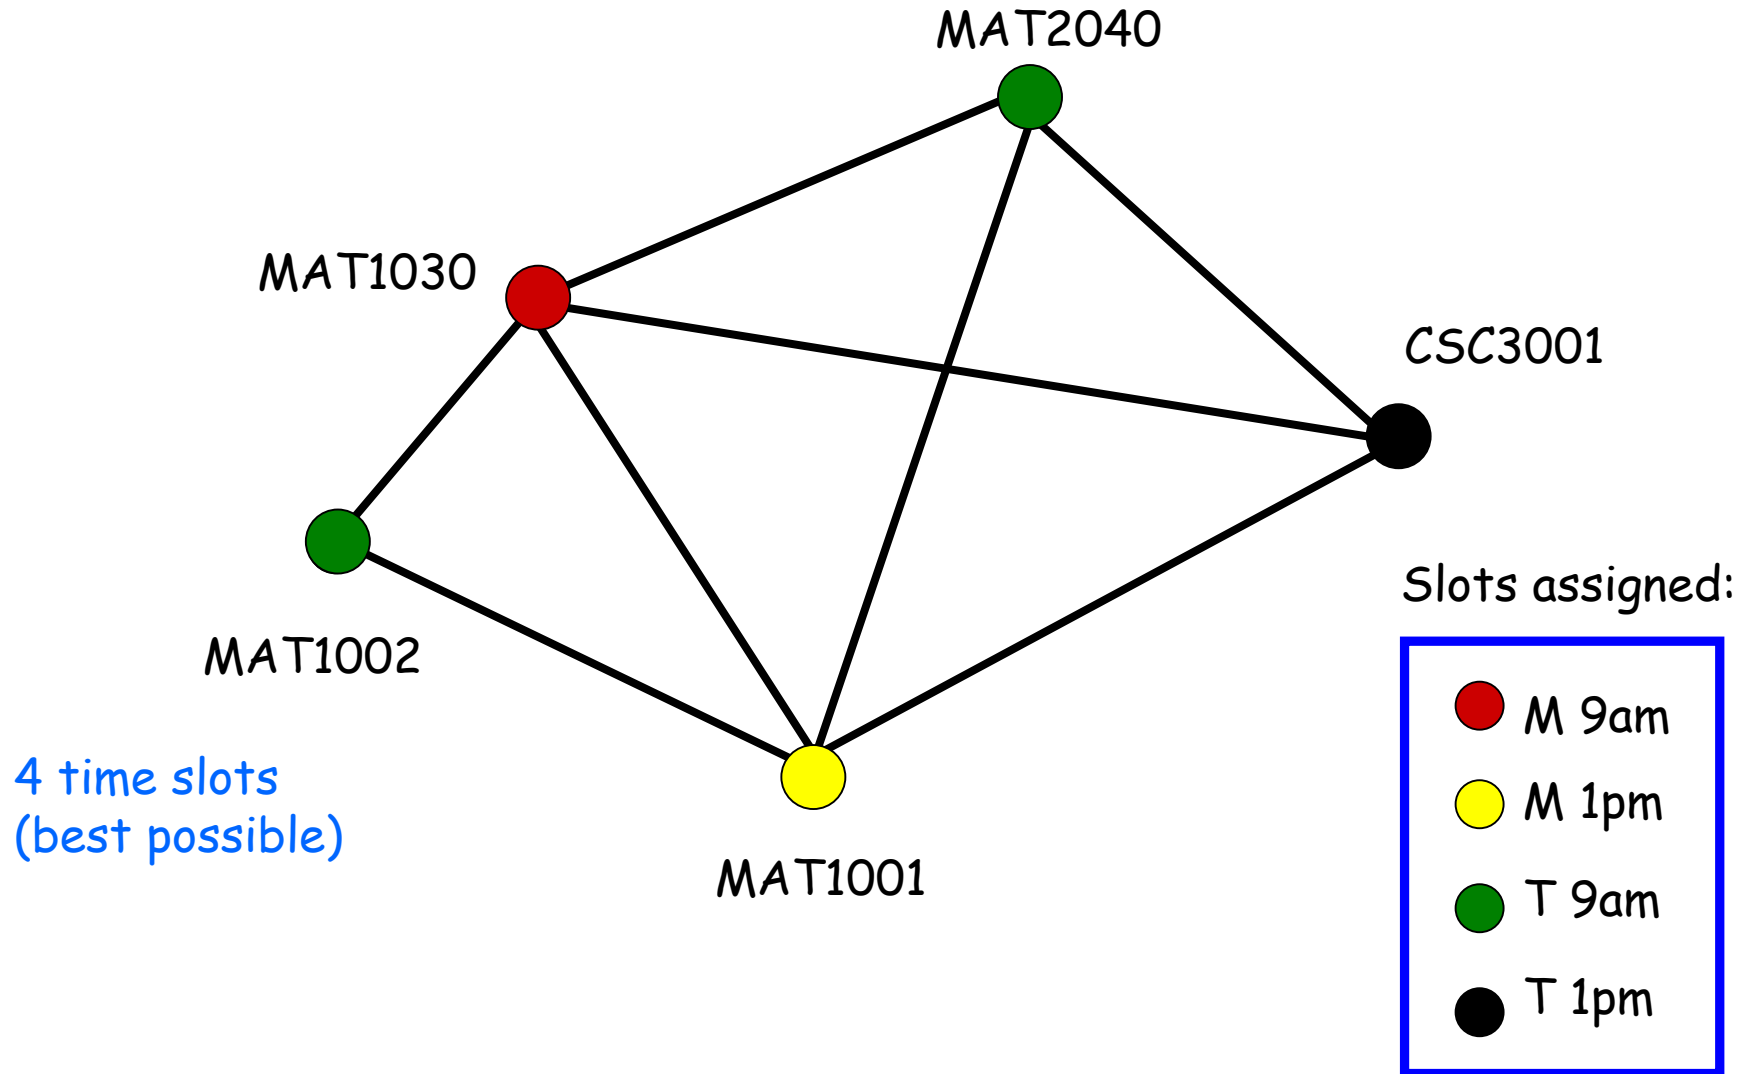 MAT2040
MAT1030
CSC3001
MAT1002
MAT1001
4 time slots
(best possible)
Slots assigned:
M 9am
M 1pm
T 9am
T 1pm